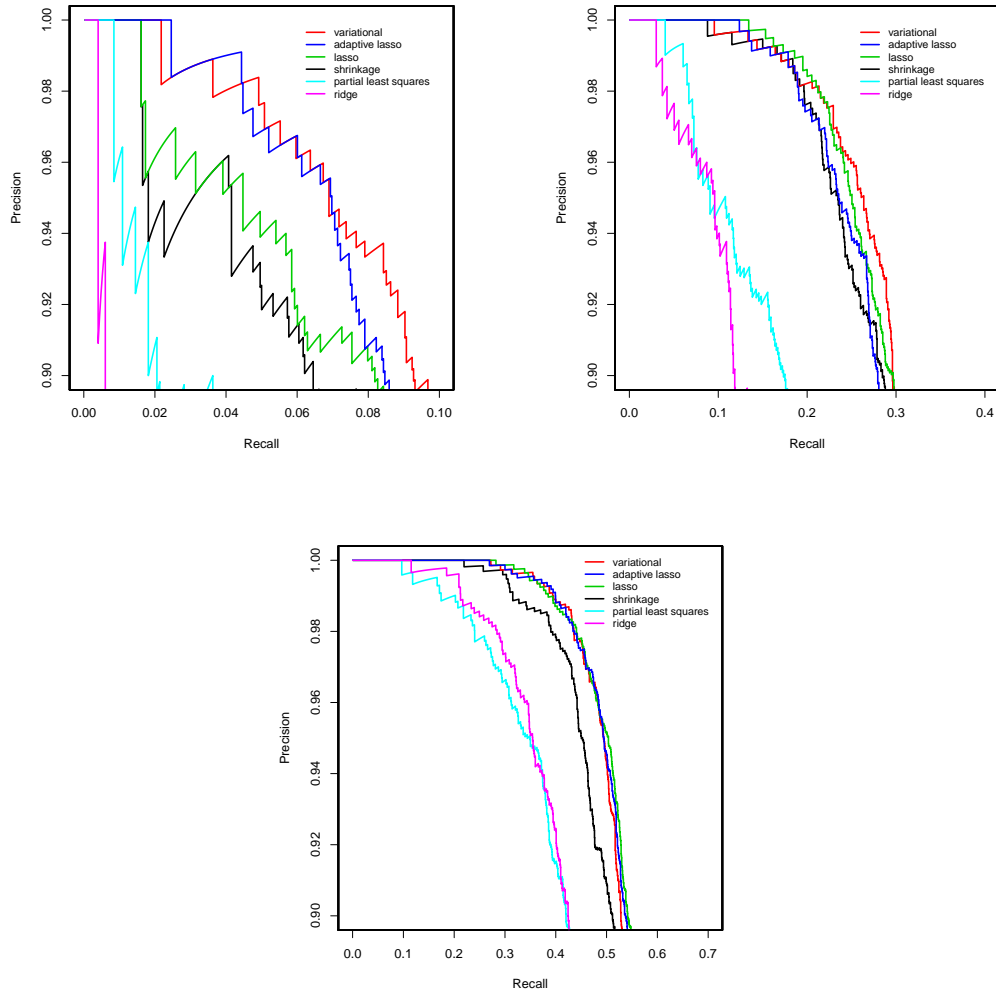 variational
adaptive lasso
lasso
shrinkage
partial least squares
ridge
Precision
1.00
0.98
0.96
0.94
0.92
0.90
0.00 0.02 0.04 0.06 0.08 0.10
Recall
variational
adaptive lasso
lasso
shrinkage
partial least squares
ridge
Precision
1.00
0.98
0.96
0.94
0.92
0.90
0.0 0.1 0.2 0.3 0.4
Recall
variational
adaptive lasso
lasso
shrinkage
partial least squares
ridge
Precision
1.00
0.98
0.96
0.94
0.92
0.90
0.0 0.1 0.2 0.3 0.4 0.5 0.6 0.7
Recall